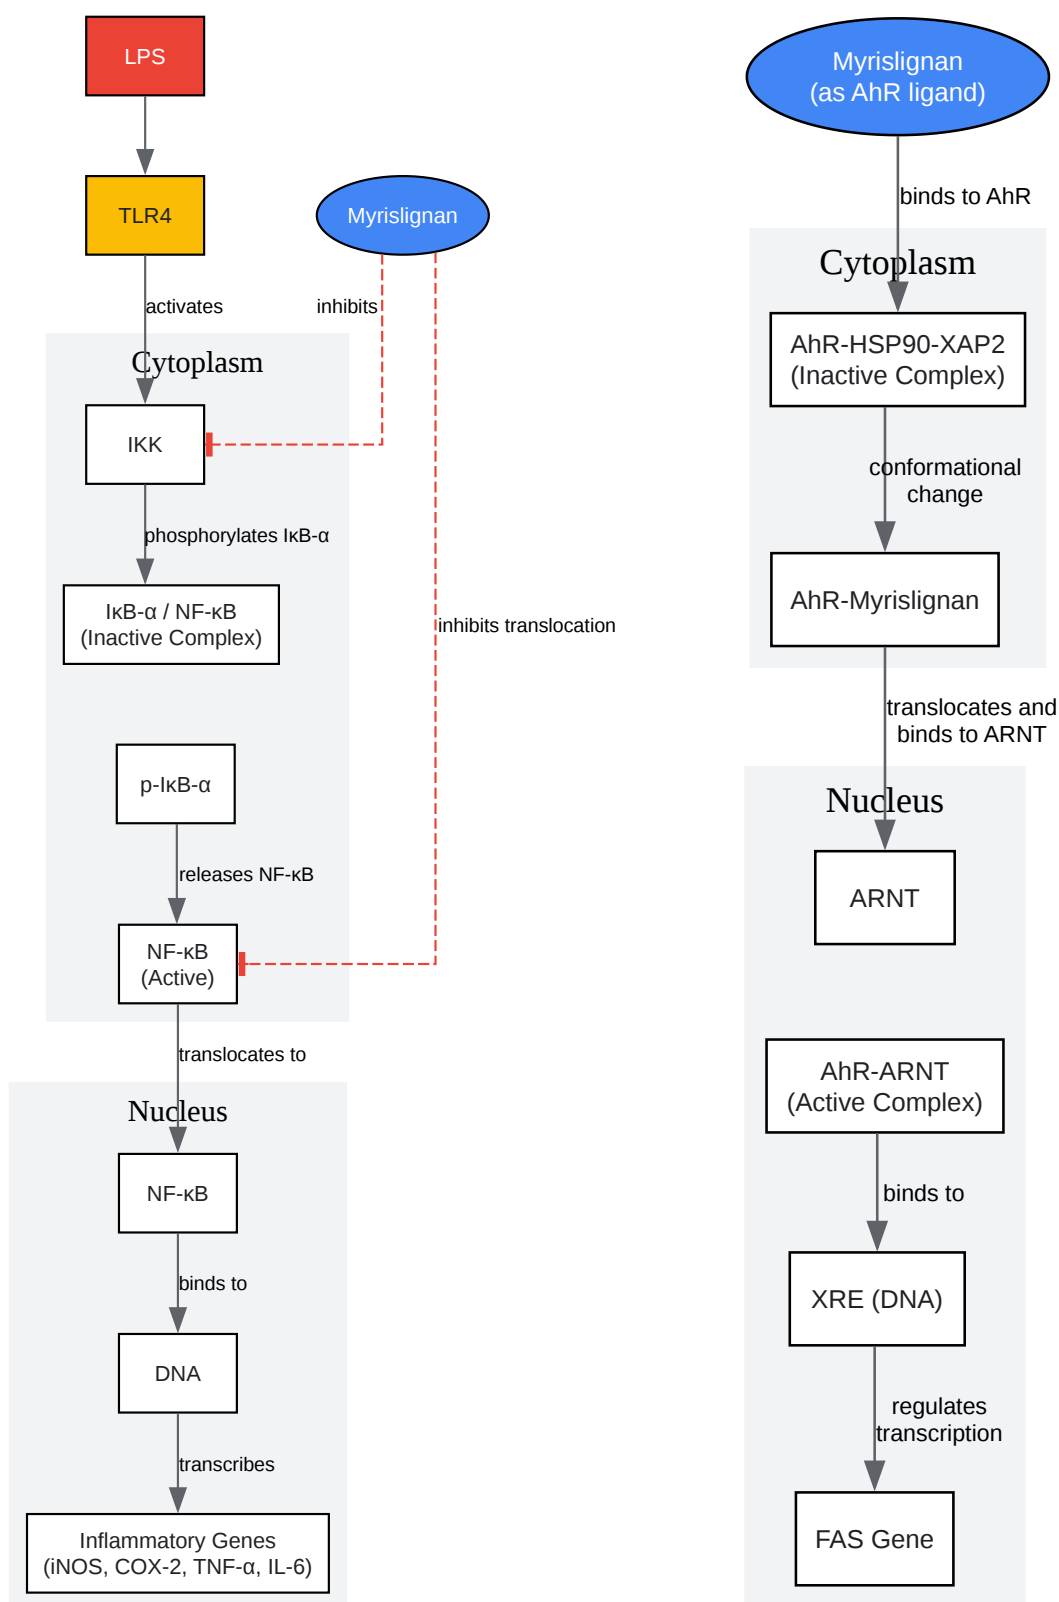 LPS
TLR4
Myrislignan
activates
inhibits
Cytoplasm
IKK
phosphorylates IκB-α
IκB-α / NF-κB
(Inactive Complex)
inhibits translocation
p-IκB-α
releases NF-κB
NF-κB
(Active)
translocates to
Nucleus
NF-κB
binds to
DNA
transcribes
Inflammatory Genes
(iNOS, COX-2, TNF-α, IL-6)
Myrislignan
(as AhR ligand)
binds to AhR
Cytoplasm
AhR-HSP90-XAP2
(Inactive Complex)
conformational
change
AhR-Myrislignan
translocates and
binds to ARNT
Nucleus
ARNT
AhR-ARNT
(Active Complex)
binds to
XRE (DNA)
regulates
transcription
FAS Gene